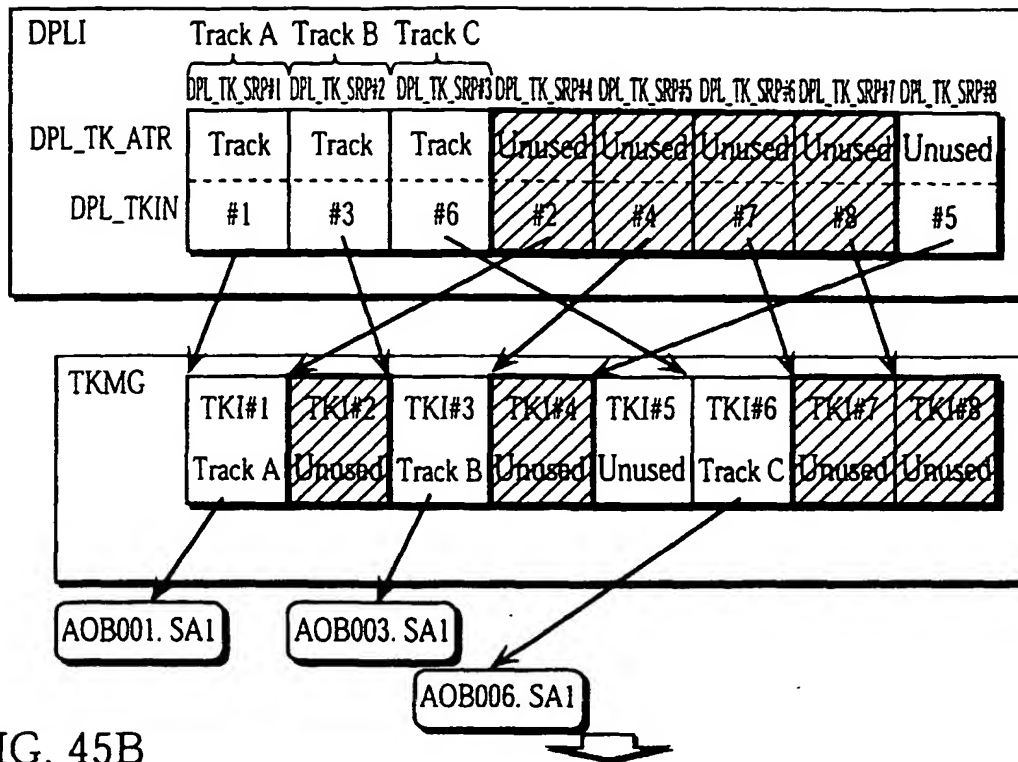 DPLI Track A Track B Track C
DPL_TK_SRP#1 DPL_TK_SRP#2 DPL_TK_SRP#3 DPL_TK_SRP#4 DPL_TK_SRP#5 DPL_TK_SRP#6 DPL_TK_SRP#7 DPL_TK_SRP#8
DPL_TK_ATR Track Track Track Unused Unused Unused Unused Unused
DPL_TKIN #1 #3 #6 #2 #4 #7 #8 #5
TKMG TKI#1 TKI#2 TKI#3 TKI#4 TKI#5 TKI#6 TKI#7 TKI#8
Track A Unused Track B Unused Unused Track C Unused Unused
AOB001. SA1 AOB003. SA1
AOB006. SA1
IG. 45B